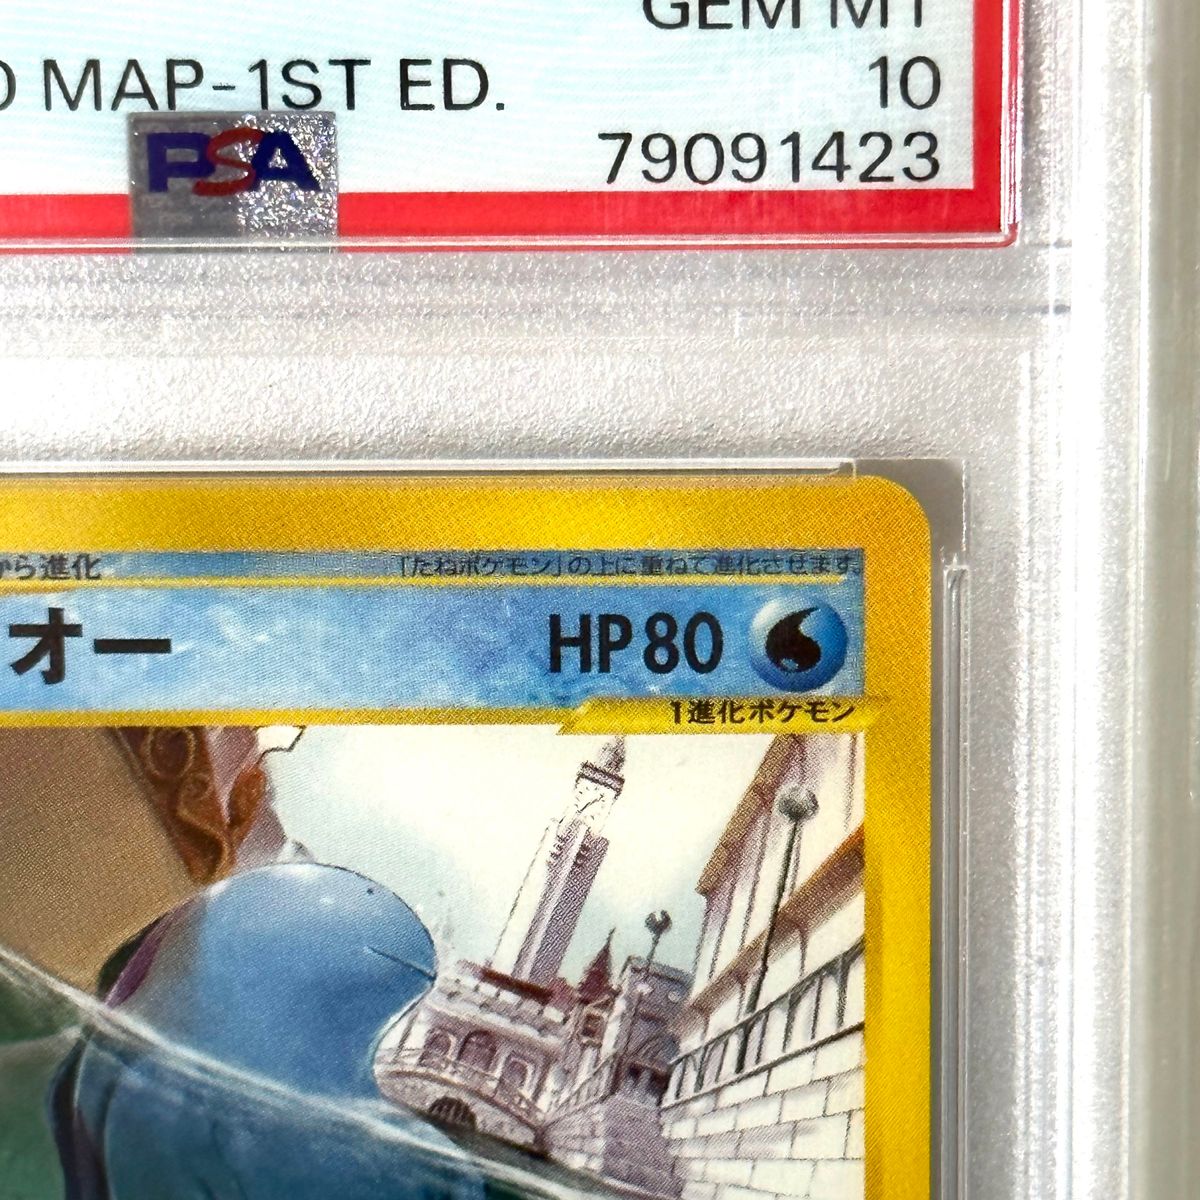 GEM MT
MAP-1ST ED. 10
PSA 79091423
から進化 「たねポケモン」の上に重ねて進化させます。
オー HP80
1進化ポケモン